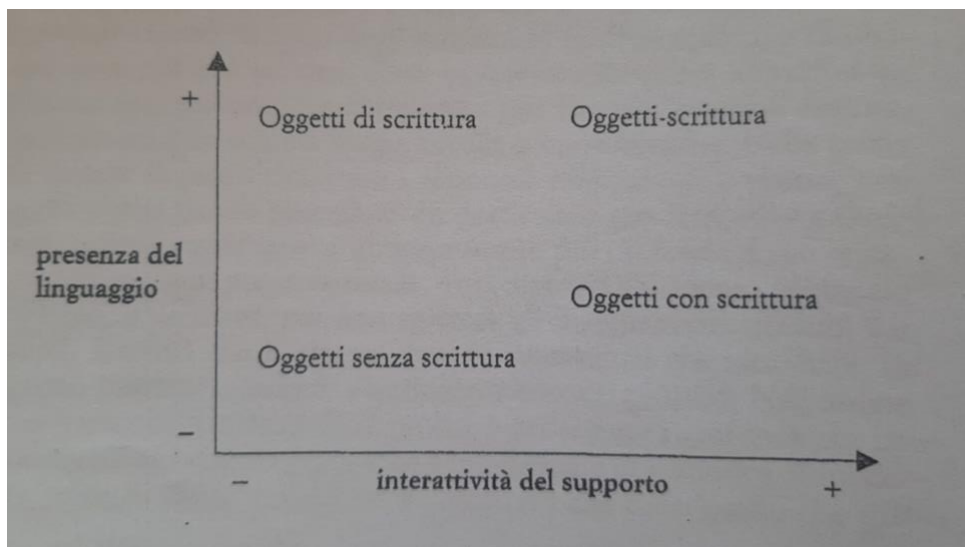 +
Oggetti di scrittura
Oggetti-scrittura
presenza del
linguaggio
Oggetti con scrittura
Oggetti senza scrittura
–
–
interattività del supporto
+